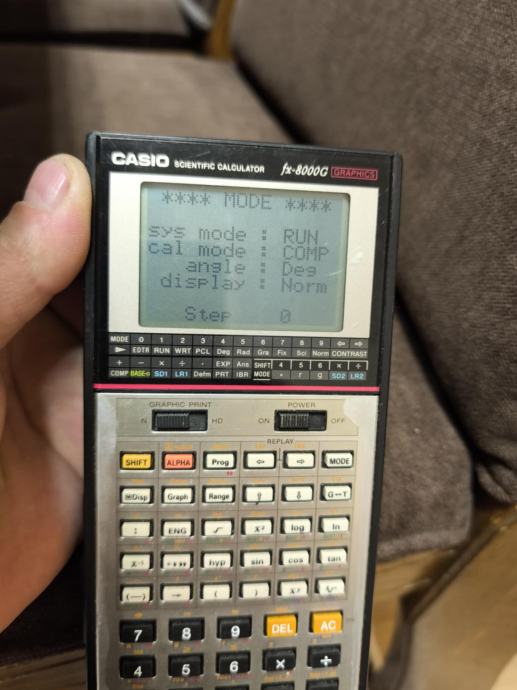 CASIO SCIENTIFIC CALCULATOR fx-8000G GRAPHICS
**** MODE ****
sys mode : RUN
cal mode : COMP
angle : Deg
display : Norm
Step 0
MODE 0 1 2 3 4 5 6 7 8 9 ⇦ ⇨
► EDTR RUN WRT PCL Deg Rad Gra Fix Sci Norm CONTRAST
+ - × ÷ · EXP Ans SHIFT 4 5 6 × ÷
COMP BASE-n SD1 LR1 Defm PRT IBR MODE ° r g SD2 LR2
GRAPHIC PRINT POWER
N HD ON OFF
REPLAY
SHIFT ALPHA Prog ⇦ ⇨ MODE
MDisp Graph Range ⇧ ⇩ G↔T
: ENG √ x² log ln
x⁻¹ hyp sin cos tan
(—) → ( ) xʸ
7 8 9 DEL AC
4 5 6 × ÷